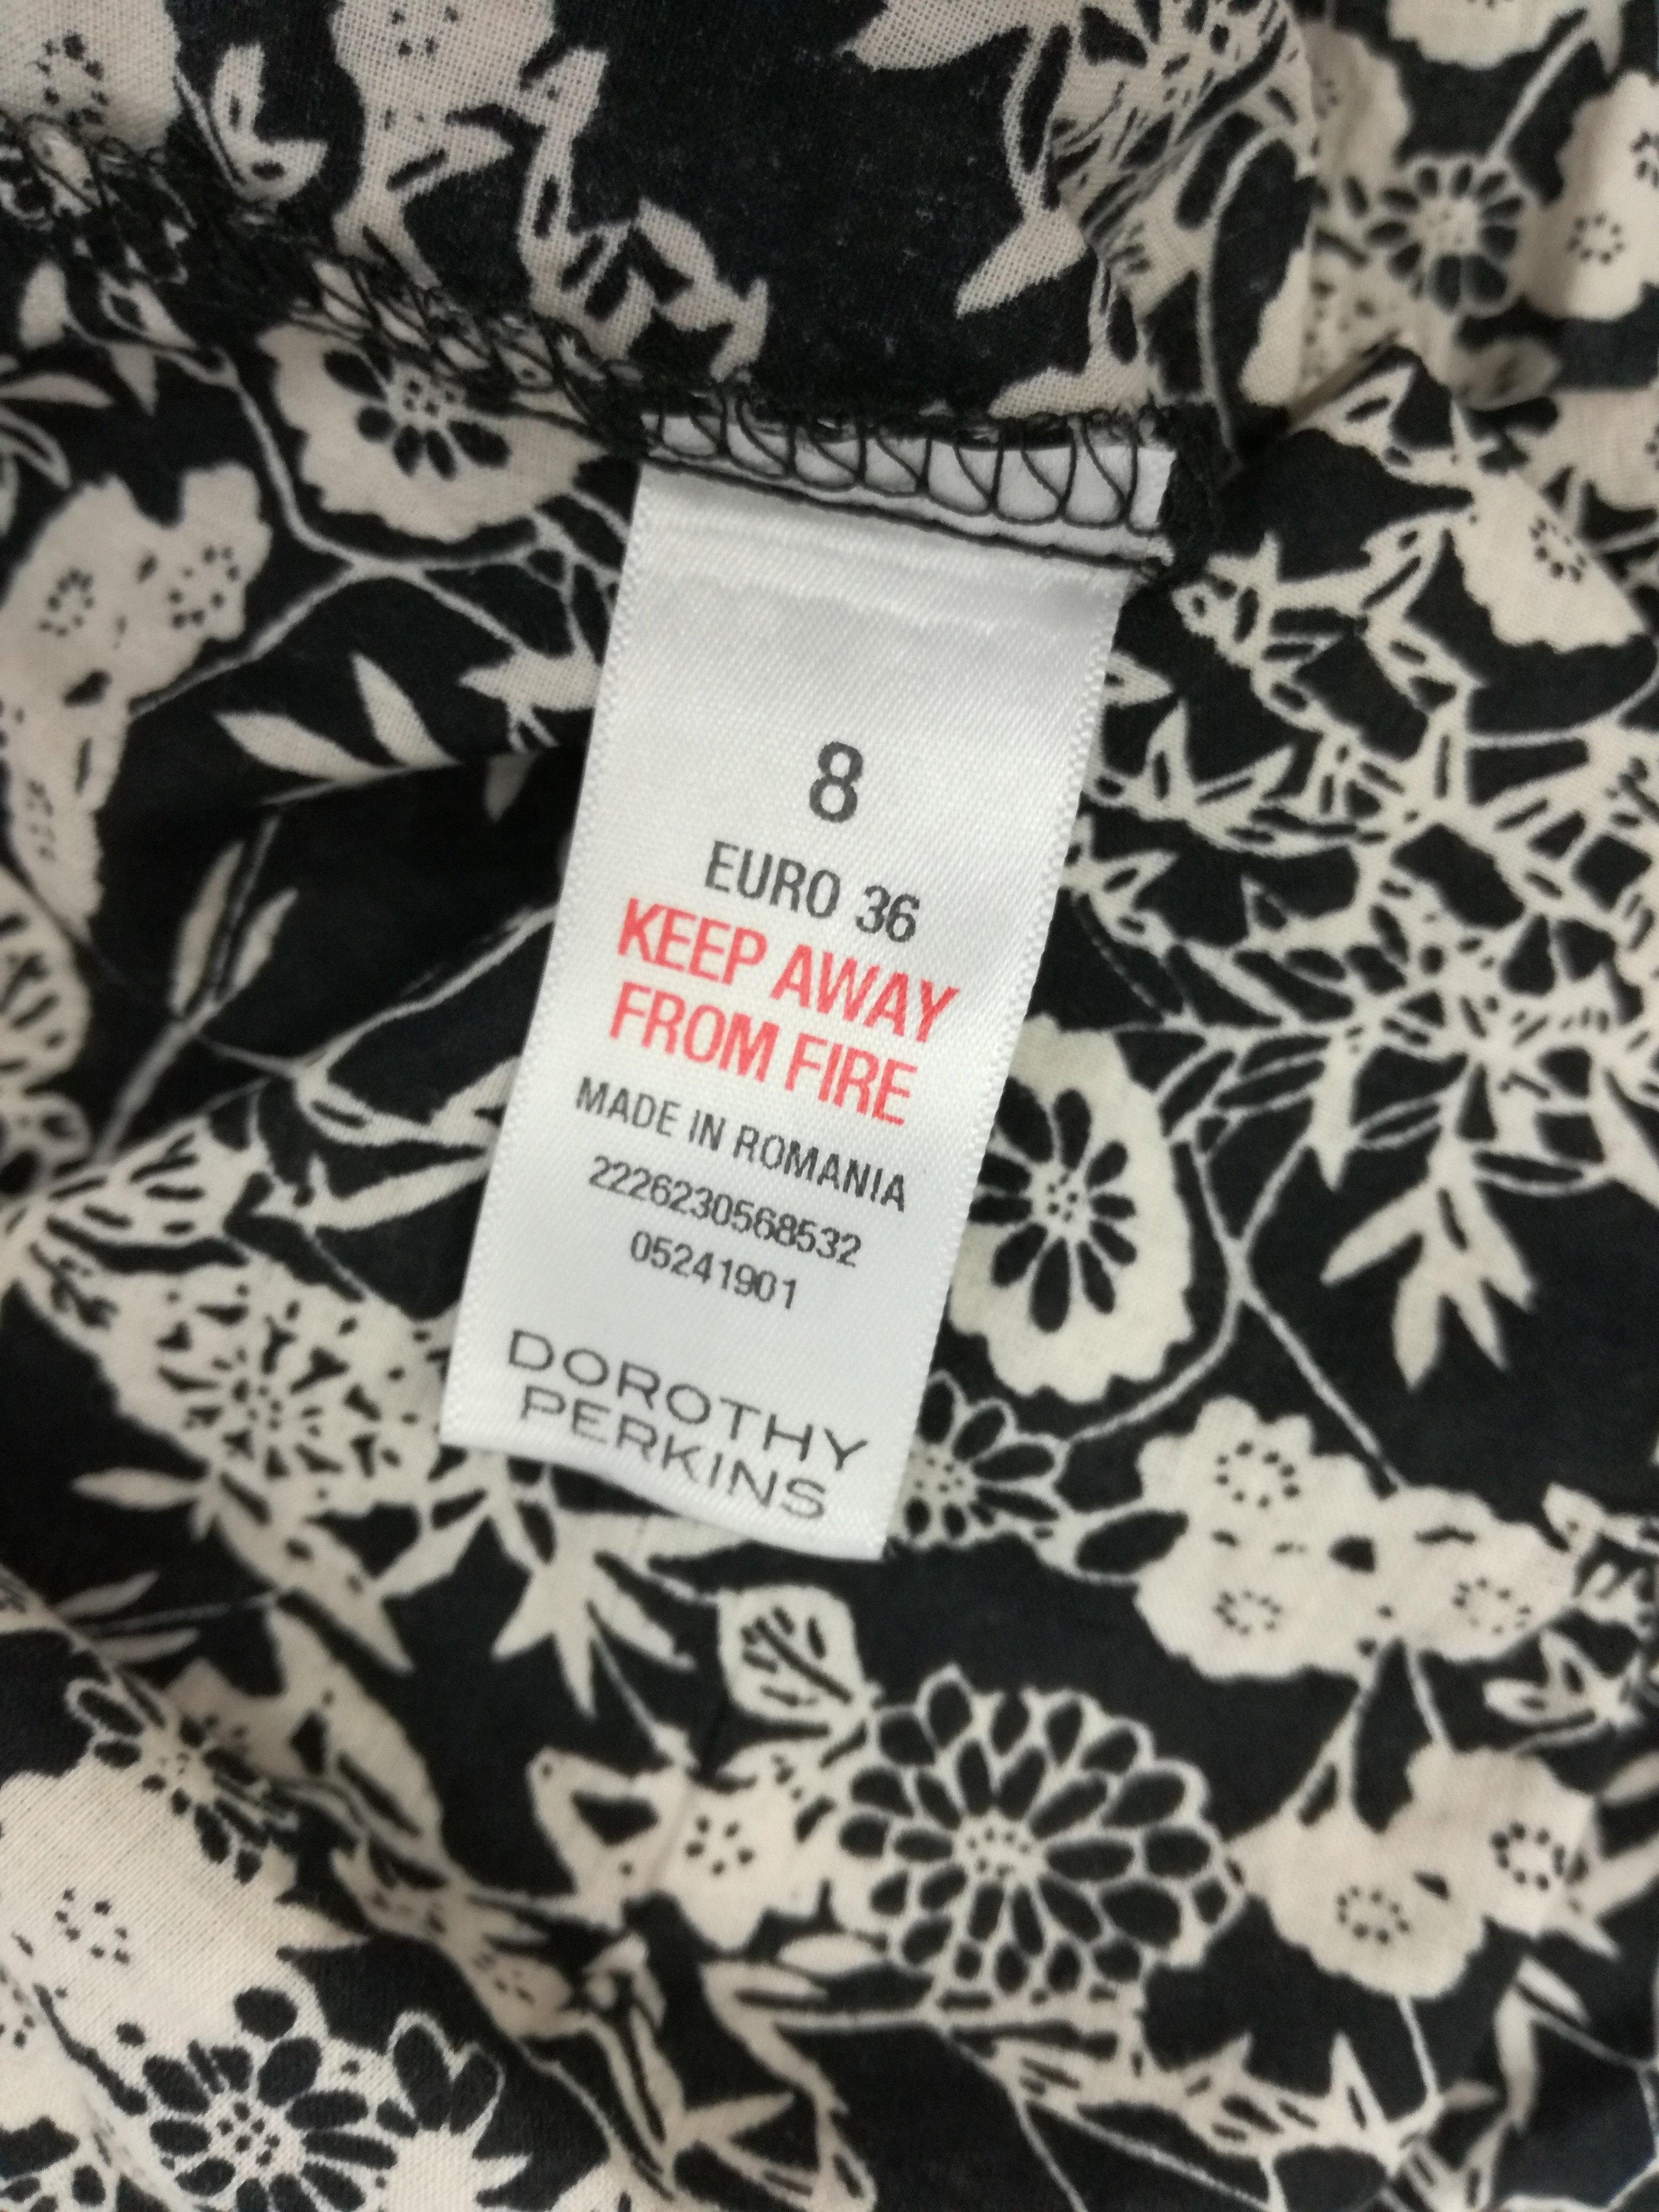 8
EURO 36
KEEP AWAY
FROM FIRE
MADE IN ROMANIA
2226230568532
05241901
DOROTHY
PERKINS